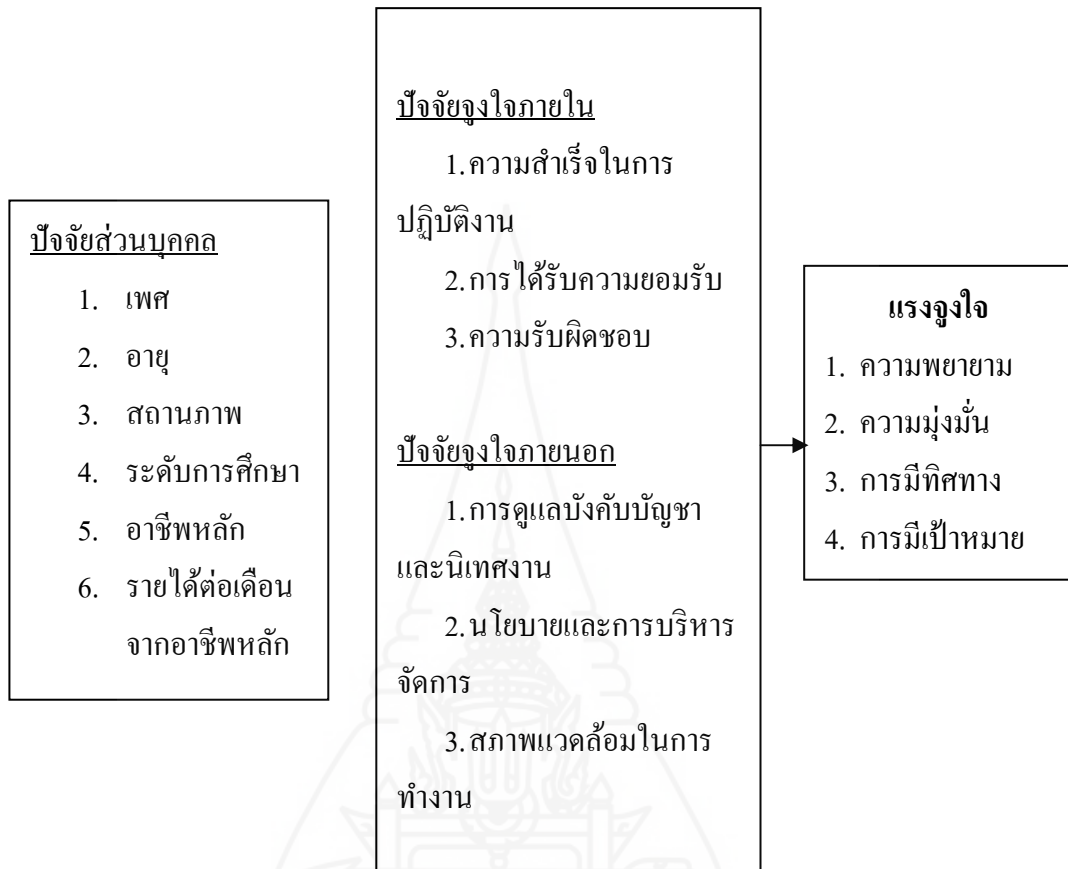 ปัจจัยส่วนบุคคล
1. เพศ
2. อายุ
3. สถานภาพ
4. ระดับการศึกษา
5. อาชีพหลัก
6. รายได้ต่อเดือน
จากอาชีพหลัก
ปัจจัยจูงใจภายใน
1.ความสำเร็จในการ
ปฏิบัติงาน
2.การได้รับความยอมรับ
3.ความรับผิดชอบ
ปัจจัยจูงใจภายนอก
1.การดูแลบังคับบัญชา
และนิเทศงาน
2.นโยบายและการบริหาร
จัดการ
3.สภาพแวดล้อมในการ
ทำงาน
แรงจูงใจ
1. ความพยายาม
2. ความมุ่งมั่น
3. การมีทิศทาง
4. การมีเป้าหมาย